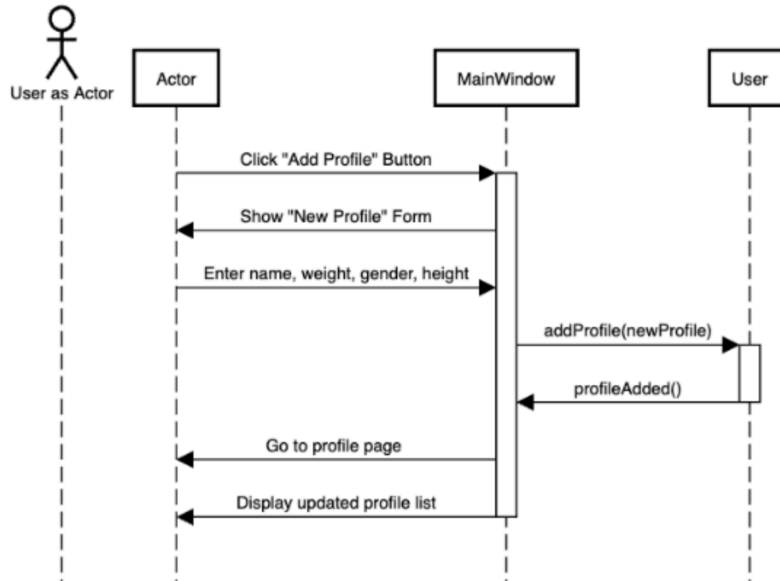 User as Actor
Actor
MainWindow
User
Click "Add Profile" Button
Show "New Profile" Form
Enter name, weight, gender, height
addProfile(newProfile)
profileAdded()
Go to profile page
Display updated profile list